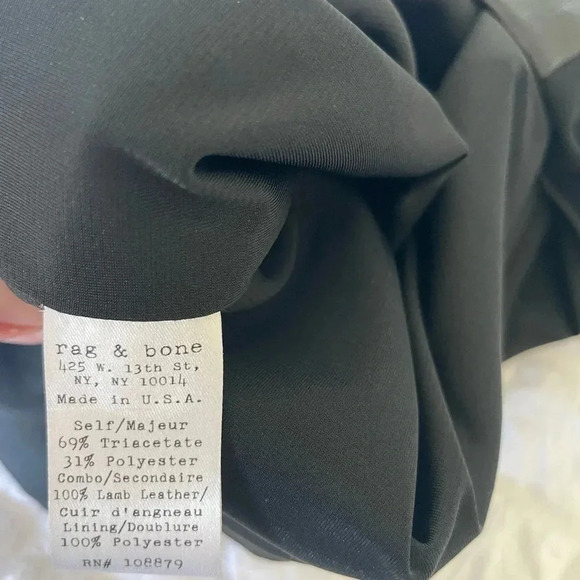 rag & bone
425 W. 13th St,
NY, NY 10014
Made in U.S.A.
Self/Majeur
69% Triacetate
31% Polyester
Combo/Secondaire
100% Lamb Leather/
Cuir d'angneau
Lining/Doublure
100% Polyester
RN# 108879